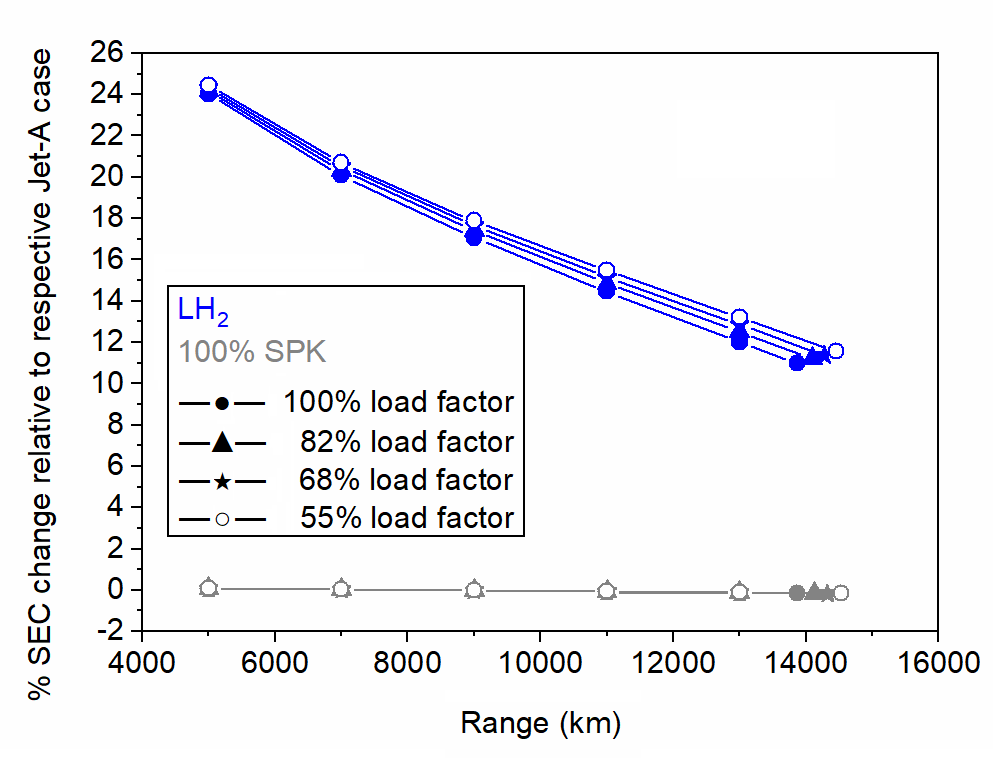 % SEC change relative to respective Jet-A case
26
24
22
20
18
16
14
12
10
8
6
4
2
0
-2
LH₂
100% SPK
100% load factor
82% load factor
68% load factor
55% load factor
4000 6000 8000 10000 12000 14000 16000
Range (km)